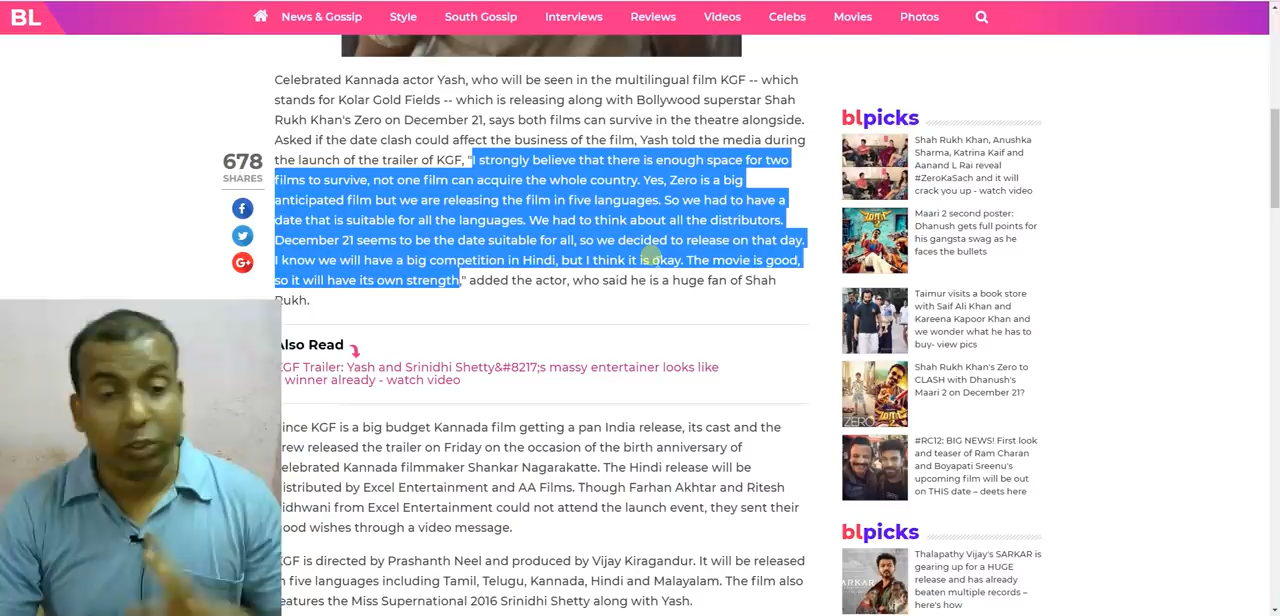 BL
News & Gossip
Style
South Gossip
Interviews
Reviews
Videos
Celebs
Movies
Photos
Celebrated Kannada actor Yash, who will be seen in the multilingual film KGF -- which
stands for Kolar Gold Fields -- which is releasing along with Bollywood superstar Shah
Rukh Khan's Zero on December 21, says both films can survive in the theatre alongside.
Asked if the date clash could affect the business of the film, Yash told the media during
the launch of the trailer of KGF, "I strongly believe that there is enough space for two
films to survive, not one film can acquire the whole country. Yes, Zero is a big
anticipated film but we are releasing the film in five languages. So we had to have a
date that is suitable for all the languages. We had to think about all the distributors.
December 21 seems to be the date suitable for all, so we decided to release on that day.
I know we will have a big competition in Hindi, but I think it is okay. The movie is good,
so it will have its own strength," added the actor, who said he is a huge fan of Shah
Rukh.
678
SHARES
Also Read
KGF Trailer: Yash and Srinidhi Shetty&#8217;s massy entertainer looks like
winner already - watch video
Since KGF is a big budget Kannada film getting a pan India release, its cast and the
crew released the trailer on Friday on the occasion of the birth anniversary of
celebrated Kannada filmmaker Shankar Nagarakatte. The Hindi release will be
distributed by Excel Entertainment and AA Films. Though Farhan Akhtar and Ritesh
Sidhwani from Excel Entertainment could not attend the launch event, they sent their
good wishes through a video message.
KGF is directed by Prashanth Neel and produced by Vijay Kiragandur. It will be released
in five languages including Tamil, Telugu, Kannada, Hindi and Malayalam. The film also
features the Miss Supernational 2016 Srinidhi Shetty along with Yash.
blpicks
Shah Rukh Khan, Anushka
Sharma, Katrina Kaif and
Aanand L Rai reveal
#ZeroKaSach and it will
crack you up - watch video
Maari 2 second poster:
Dhanush gets full points for
his gangsta swag as he
faces the bullets
Taimur visits a book store
with Saif Ali Khan and
Kareena Kapoor Khan and
we wonder what he has to
buy- view pics
Shah Rukh Khan's Zero to
CLASH with Dhanush's
Maari 2 on December 21?
ZERO
#RC12: BIG NEWS! First look
and teaser of Ram Charan
and Boyapati Sreenu's
upcoming film will be out
on THIS date – deets here
blpicks
Thalapathy Vijay's SARKAR is
gearing up for a HUGE
release and has already
beaten multiple records –
here's how